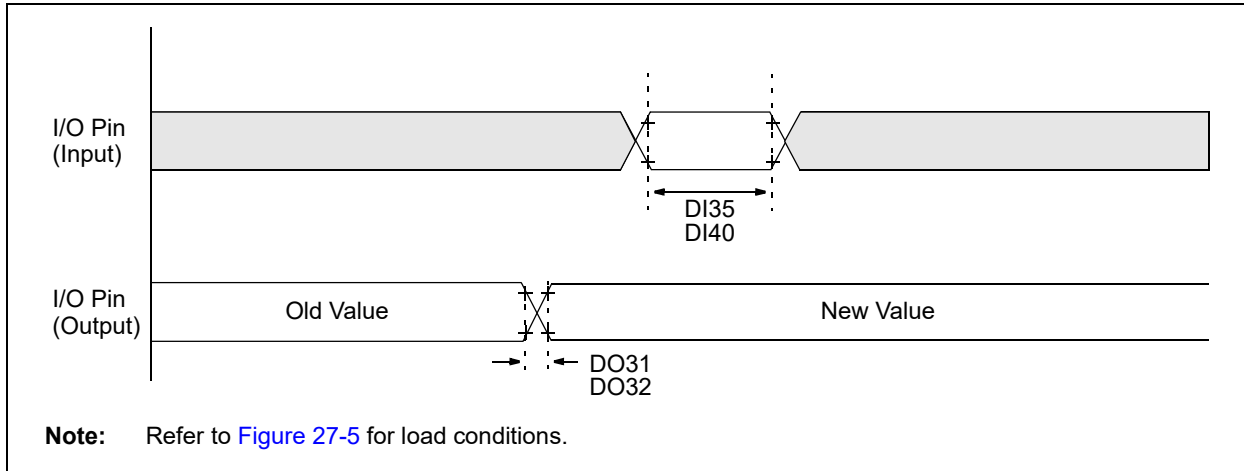 I/O Pin
(Input)
DI35
DI40
I/O Pin
(Output)
Old Value
New Value
DO31
DO32
Note: Refer to Figure 27-5 for load conditions.